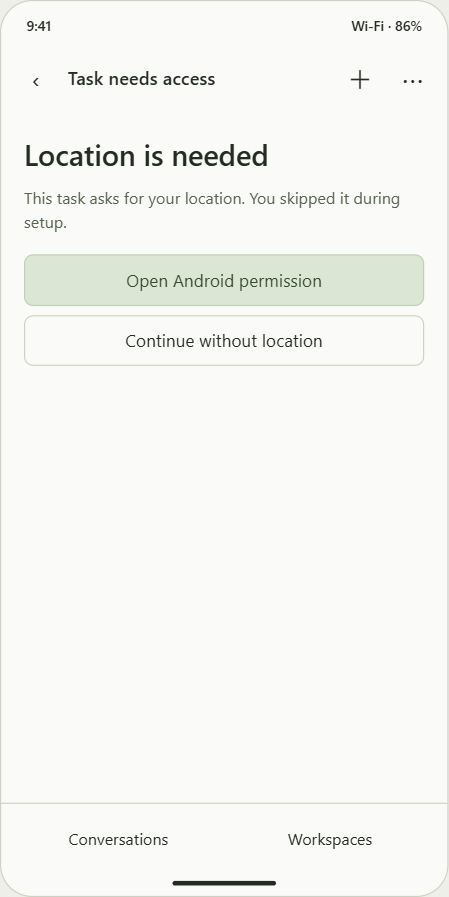 9:41
Wi-Fi · 86%
‹ Task needs access + ...
Location is needed
This task asks for your location. You skipped it during
setup.
Open Android permission
Continue without location
Conversations
Workspaces